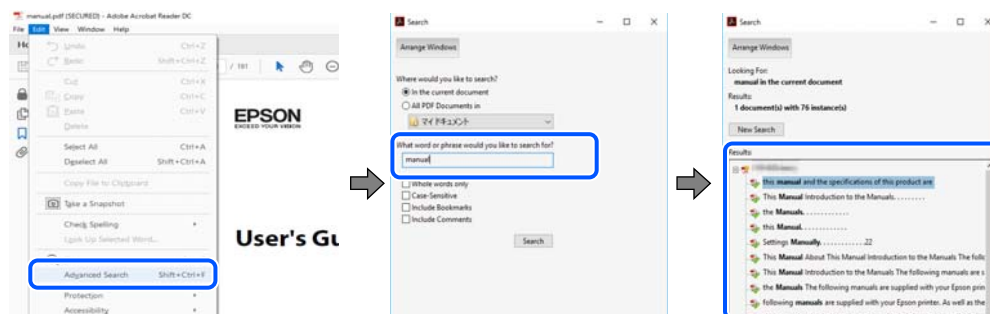 manual.pdf (SECURED) - Adobe Acrobat Reader DC
File Edit View Window Help
Undo Ctrl+Z
Redo Shift+Ctrl+Z
Cut Ctrl+X
Copy Ctrl+C
Paste Ctrl+V
Delete
Select All Ctrl+A
Deselect All Shift+Ctrl+A
Copy File to Clipboard
Take a Snapshot
Check Spelling
Look Up Selected Word...
Advanced Search Shift+Ctrl+F
Protection
Accessibility
/ 191
EPSON
EXCEED YOUR VISION
User's Gu
Search
Arrange Windows
Where would you like to search?
In the current document
All PDF Documents in
マイ ドキュメント
What word or phrase would you like to search for?
manual
Whole words only
Case-Sensitive
Include Bookmarks
Include Comments
Search
Search
Arrange Windows
Looking For:
manual in the current document
Results:
1 document(s) with 76 instance(s)
New Search
Results:
this manual and the specifications of this product are
This Manual Introduction to the Manuals.........
the Manuals.............
this Manual............
Settings Manually............22
This Manual About This Manual Introduction to the Manuals The follo
This Manual Introduction to the Manuals The following manuals are s
the Manuals The following manuals are supplied with your Epson prin
following manuals are supplied with your Epson printer. As well as the